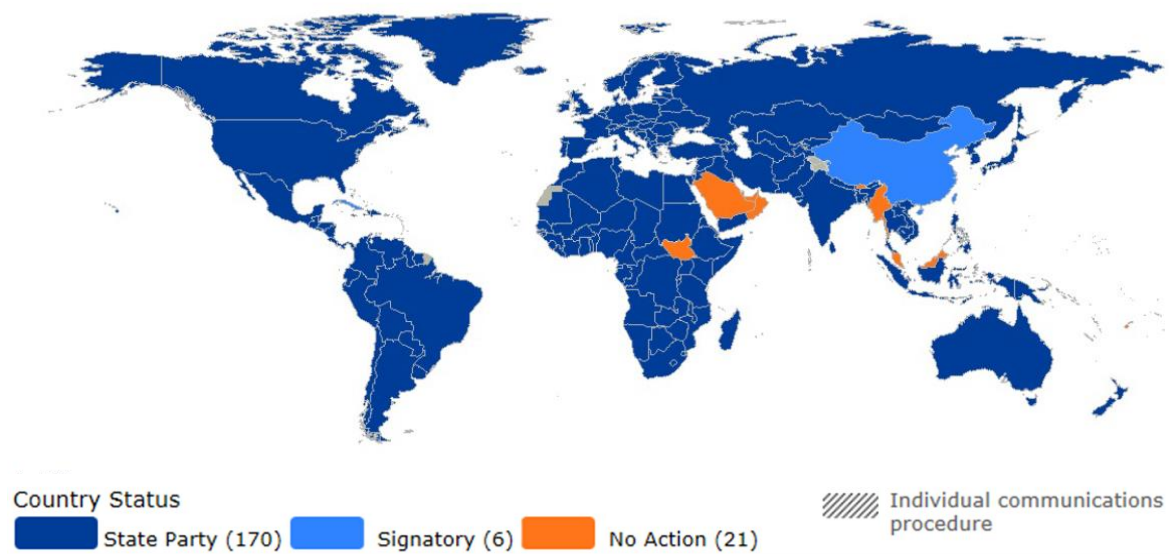 Country Status
State Party (170)
Signatory (6)
No Action (21)
Individual communications
procedure